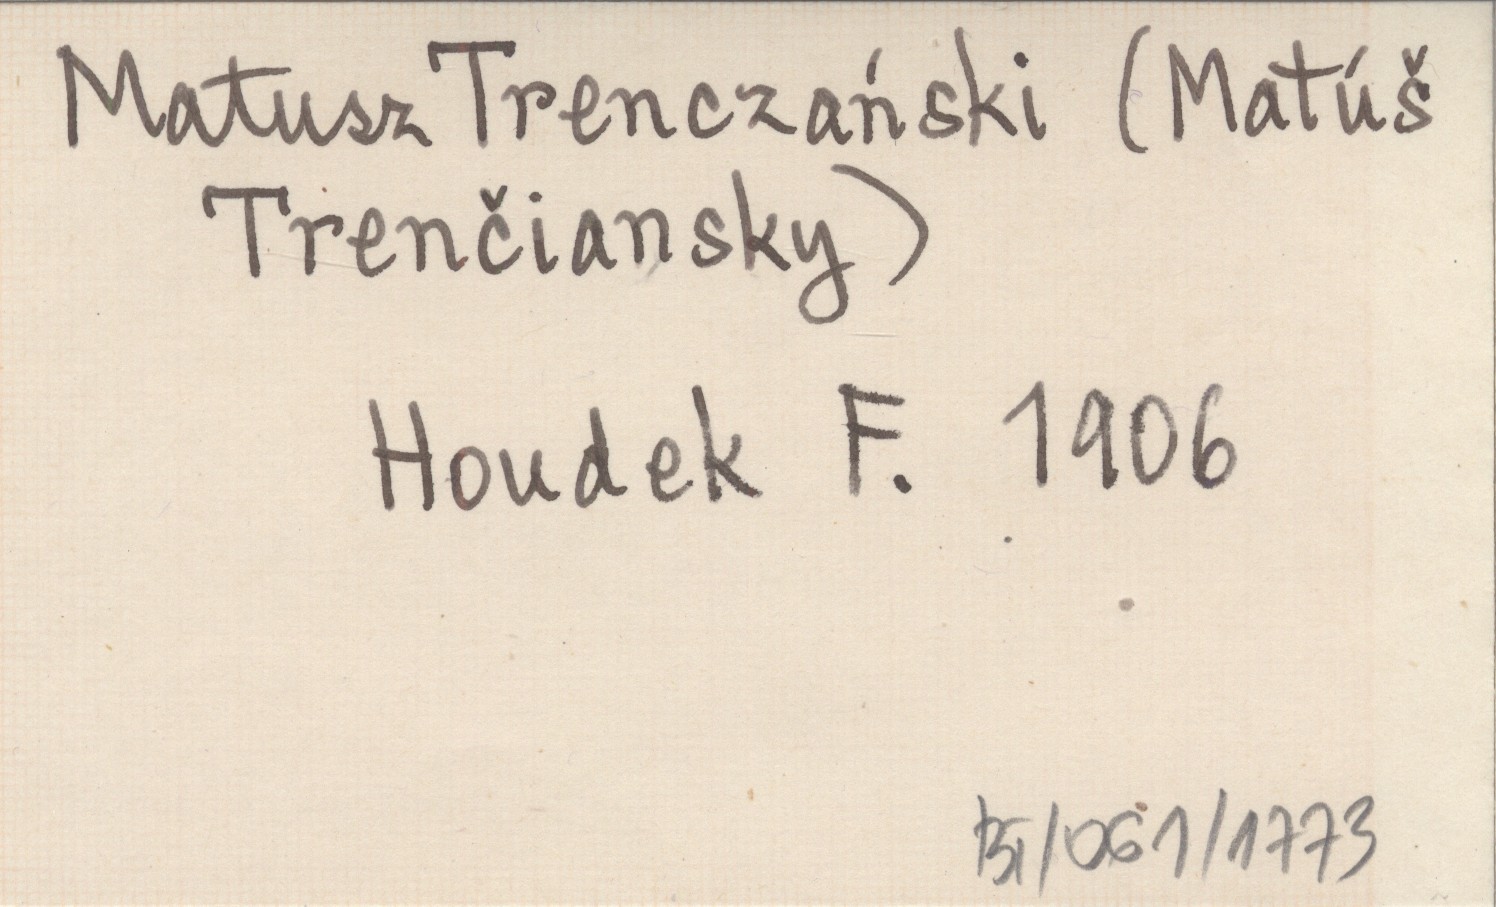 Matusz Trenczański (Matúš
Trenčiansky)
Houdek F. 1906
/061/1773